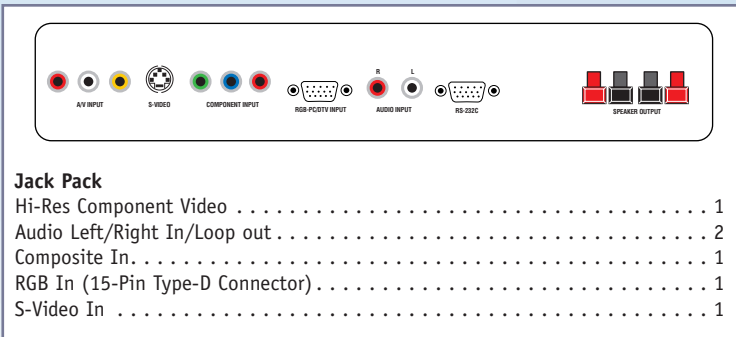 R L
A/V INPUT S-VIDEO COMPONENT INPUT RGB-PC/DTV INPUT AUDIO INPUT RS-232C SPEAKER OUTPUT
Jack Pack
Hi-Res Component Video . . . . . . . . . . . . . . . . . . . . . . . . . . . . . . . . . . . . 1
Audio Left/Right In/Loop out . . . . . . . . . . . . . . . . . . . . . . . . . . . . . . . . . 2
Composite In. . . . . . . . . . . . . . . . . . . . . . . . . . . . . . . . . . . . . . . . . . . . 1
RGB In (15-Pin Type-D Connector) . . . . . . . . . . . . . . . . . . . . . . . . . . . . . . 1
S-Video In . . . . . . . . . . . . . . . . . . . . . . . . . . . . . . . . . . . . . . . . . . . . . 1